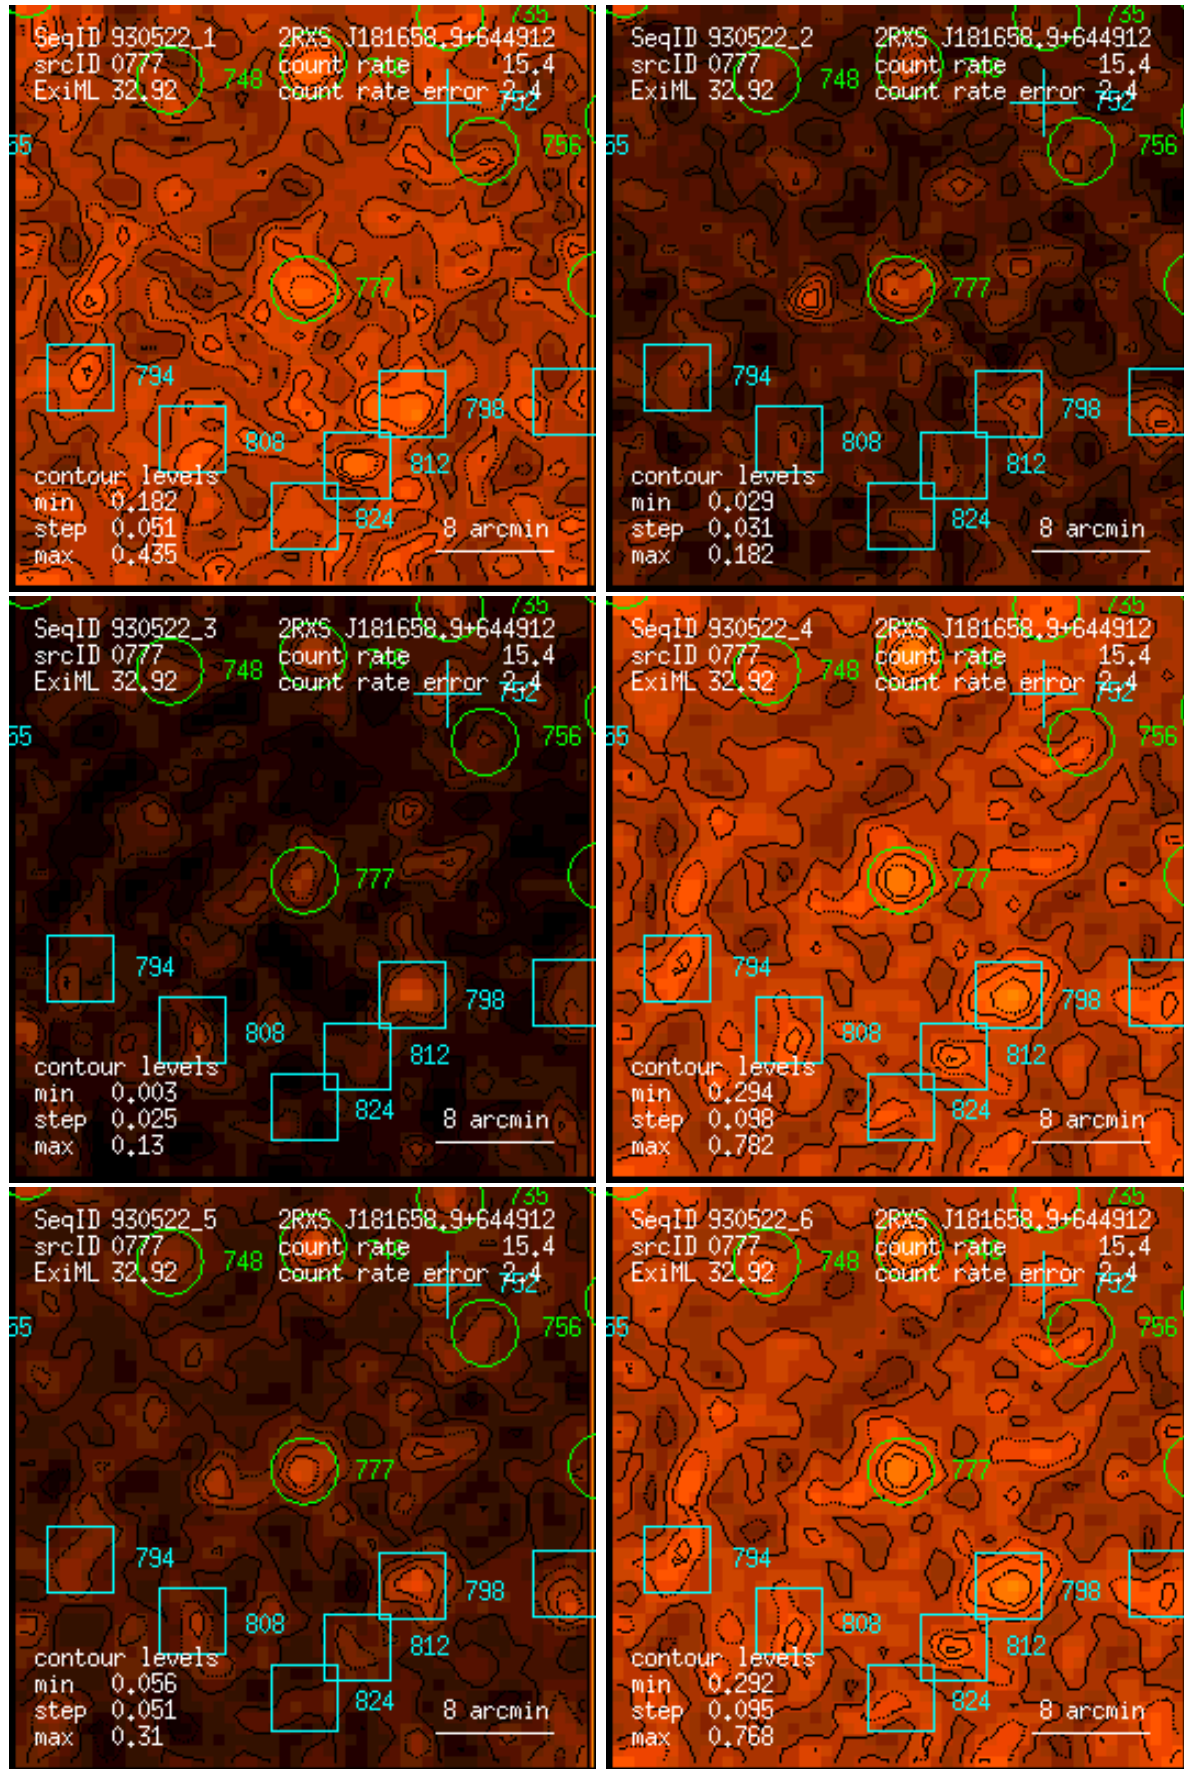 735
SeqID 930522_1 2RXS J181658.9+644912
srcID 0777 748 count rate 15.4
ExiML 32.92 count rate error 2.4
752
55 756
777
794
798
808
812
contour levels
min 0.182
824
step 0.051 8 arcmin
max 0.435
735
SeqID 930522_2 2RXS J181658.9+644912
srcID 0777 748 count rate 15.4
ExiML 32.92 count rate error 2.4
752
55 756
777
794
798
808
812
contour levels
min 0.029
824
step 0.031 8 arcmin
max 0.182
735
SeqID 930522_3 2RXS J181658.9+644912
srcID 0777 748 count rate 15.4
ExiML 32.92 count rate error 2.4
752
55 756
777
794
798
808
812
contour levels
min 0.003
824
step 0.025 8 arcmin
max 0.13
735
SeqID 930522_4 2RXS J181658.9+644912
srcID 0777 748 count rate 15.4
ExiML 32.92 count rate error 2.4
752
55 756
777
794
798
808
812
contour levels
min 0.294
824
step 0.098 8 arcmin
max 0.782
735
SeqID 930522_5 2RXS J181658.9+644912
srcID 0777 748 count rate 15.4
ExiML 32.92 count rate error 2.4
752
55 756
777
794
798
808
812
contour levels
min 0.056
824
step 0.051 8 arcmin
max 0.31
735
SeqID 930522_6 2RXS J181658.9+644912
srcID 0777 748 count rate 15.4
ExiML 32.92 count rate error 2.4
752
55 756
777
794
798
808
812
contour levels
min 0.292
824
step 0.095 8 arcmin
max 0.768